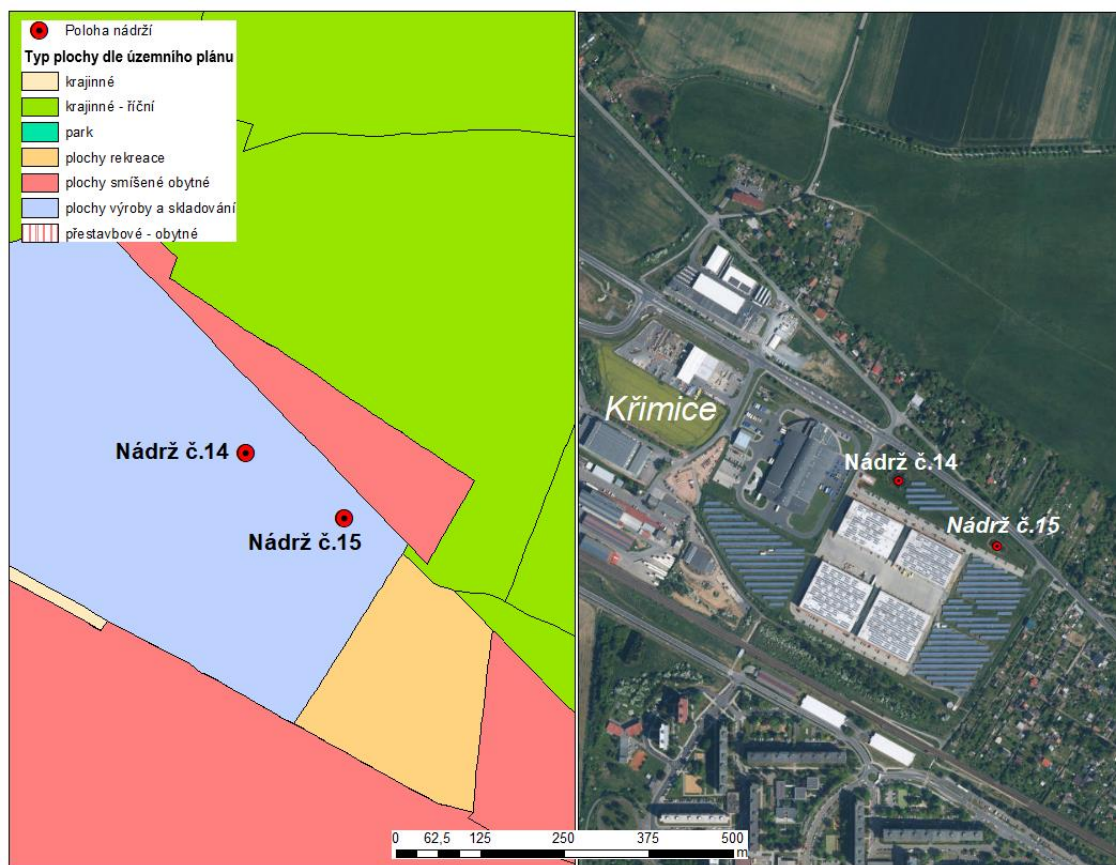 Poloha nádrží
Typ plochy dle územního plánu
krajinné
krajinné - říční
park
plochy rekreace
plochy smíšené obytné
plochy výroby a skladování
přestavbové - obytné
Nádrž č.14
Nádrž č.15
Křimice
Nádrž č.14
Nádrž č.15
0 62,5 125 250 375 500
m